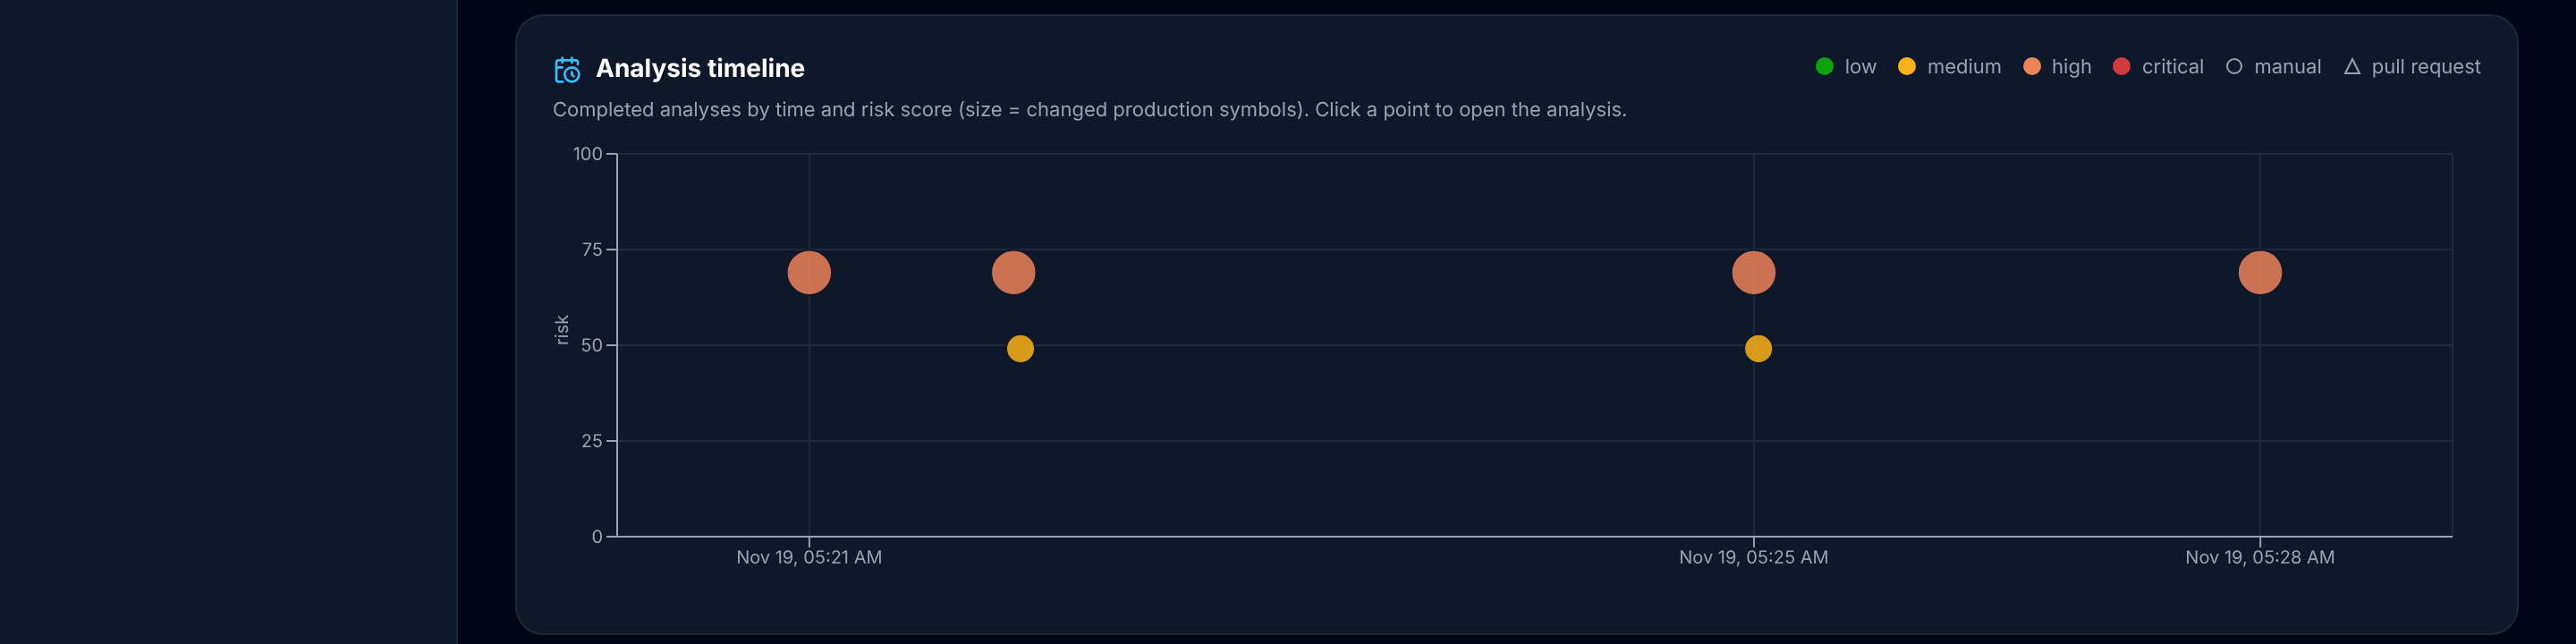 Analysis timeline
low medium high critical manual pull request
Completed analyses by time and risk score (size = changed production symbols). Click a point to open the analysis.
100
75
risk
50
25
0
Nov 19, 05:21 AM Nov 19, 05:25 AM Nov 19, 05:28 AM